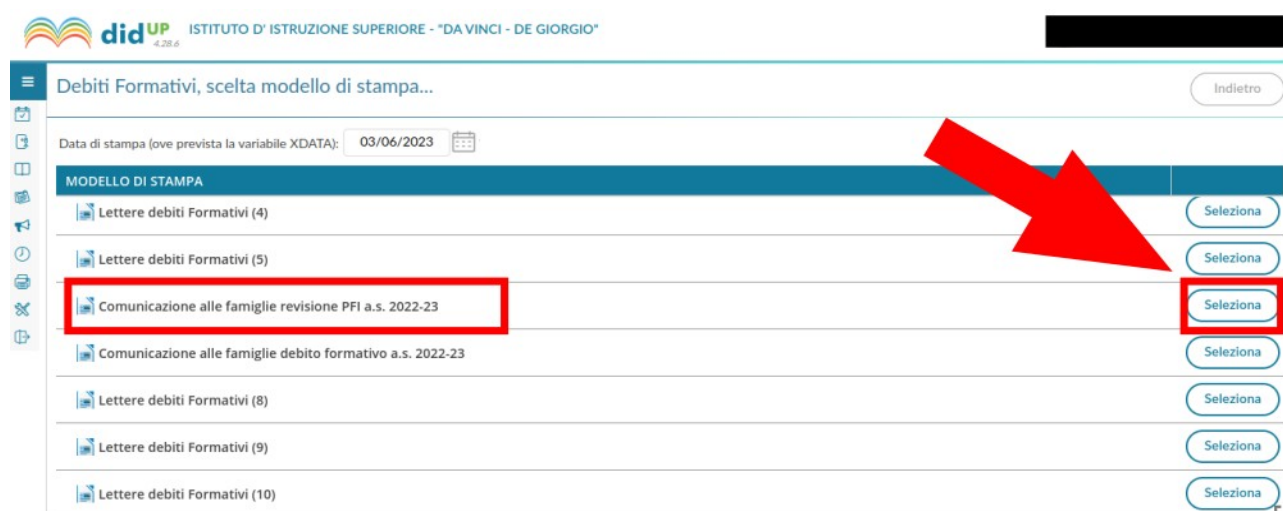 didUP
4.28.6
ISTITUTO D' ISTRUZIONE SUPERIORE - "DA VINCI - DE GIORGIO"
Debiti Formativi, scelta modello di stampa...
Indietro
Data di stampa (ove prevista la variabile XDATA): 03/06/2023
MODELLO DI STAMPA
Lettere debiti Formativi (4) Seleziona
Lettere debiti Formativi (5) Seleziona
Comunicazione alle famiglie revisione PFI a.s. 2022-23 Seleziona
Comunicazione alle famiglie debito formativo a.s. 2022-23 Seleziona
Lettere debiti Formativi (8) Seleziona
Lettere debiti Formativi (9) Seleziona
Lettere debiti Formativi (10) Seleziona